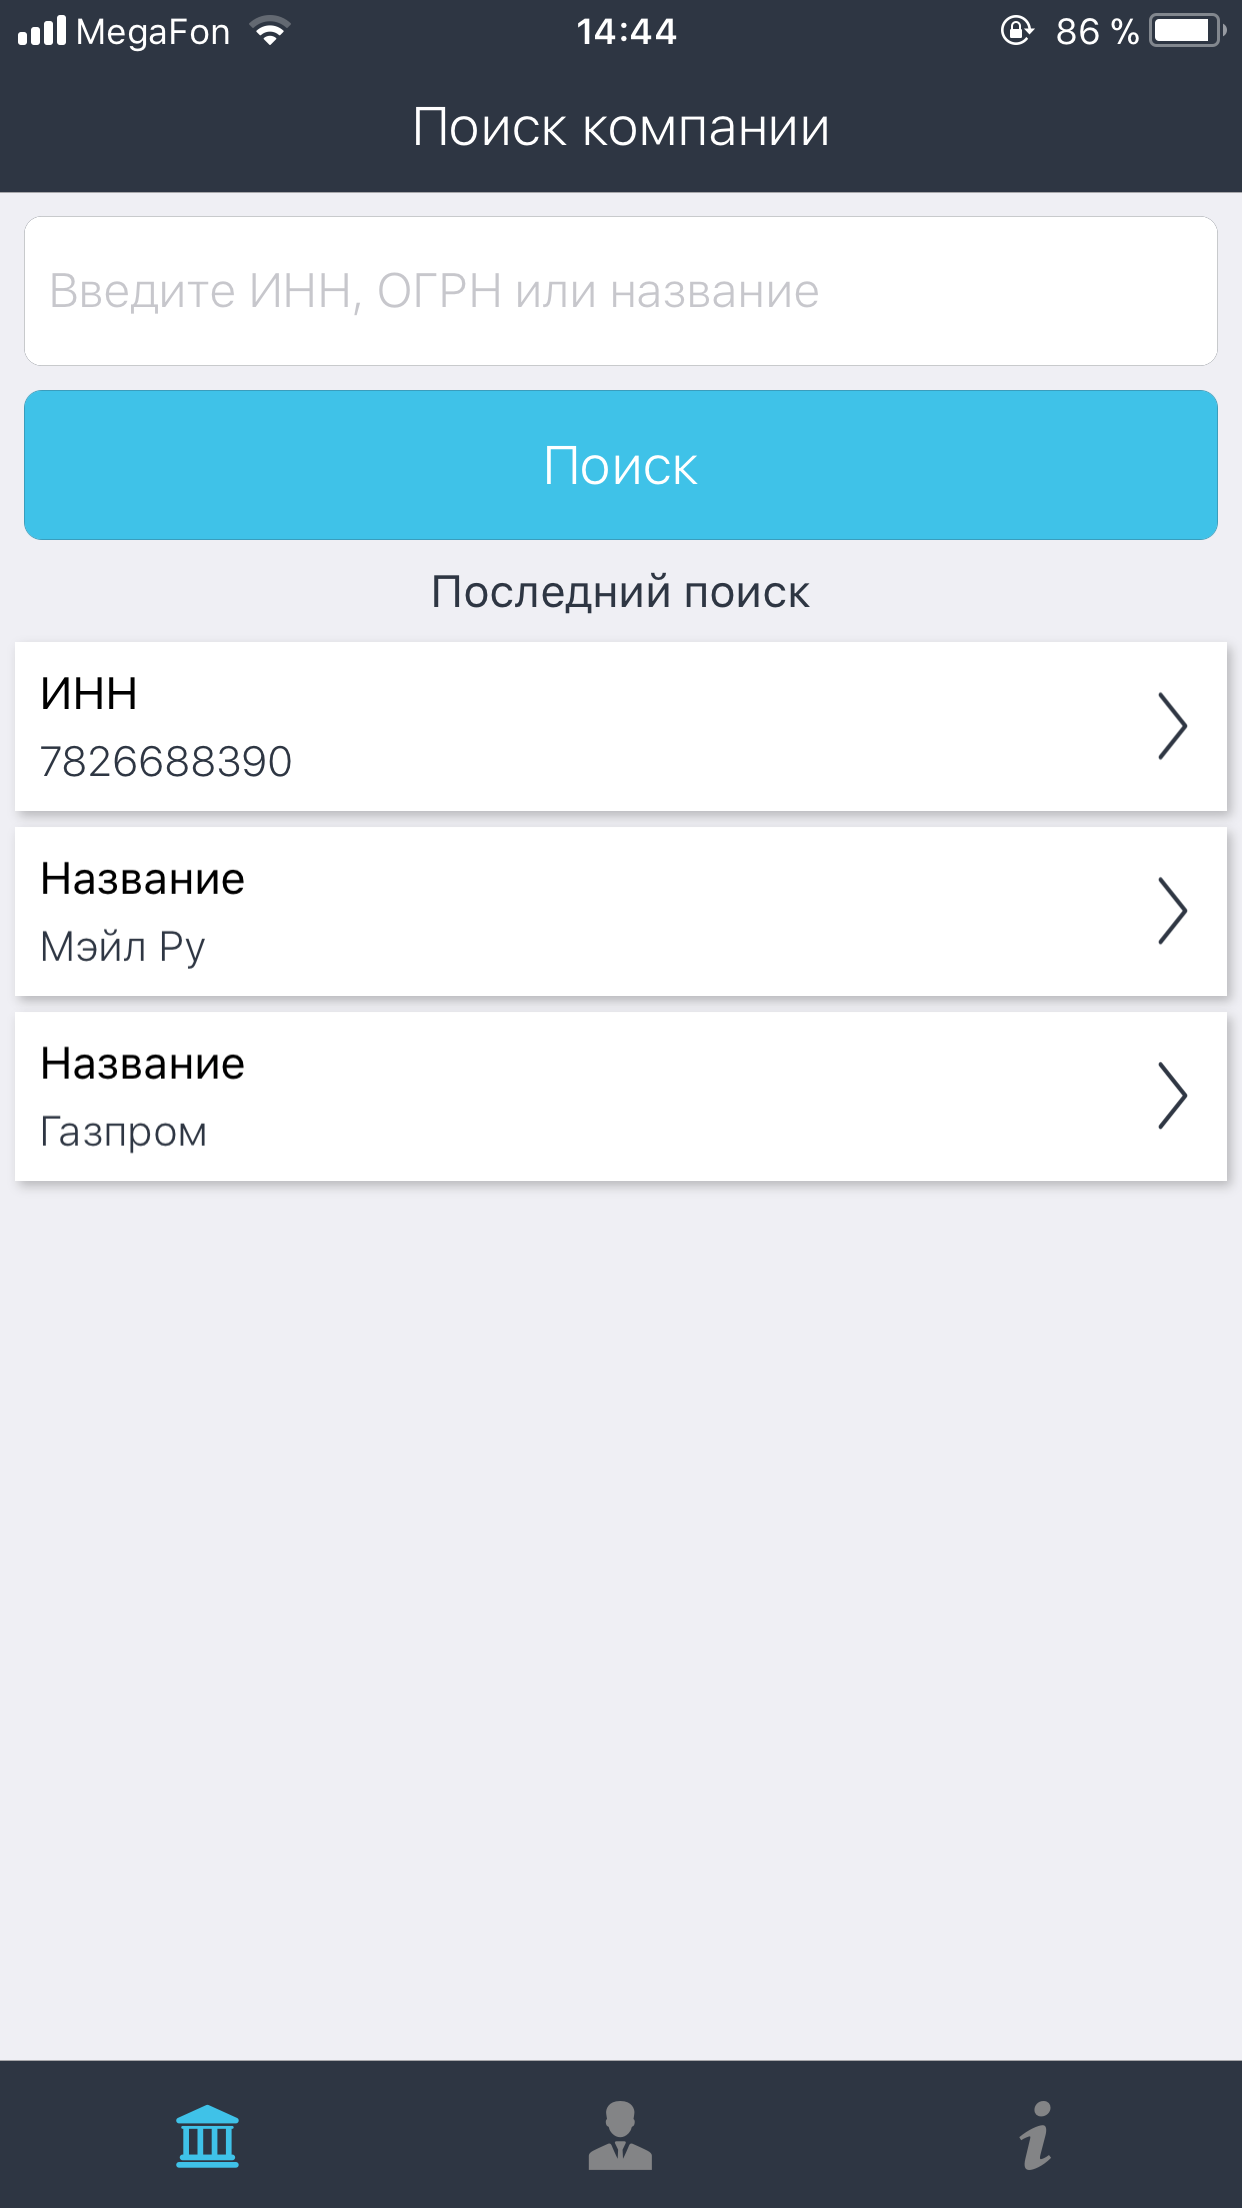 MegaFon 14:44 86 %
Поиск компании
Введите ИНН, ОГРН или название
Поиск
Последний поиск
ИНН
7826688390
Название
Мэйл Ру
Название
Газпром